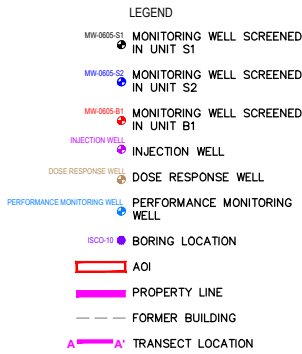 LEGEND
MW-0605-S1
MONITORING WELL SCREENED
IN UNIT S1
MW-0605-S2
MONITORING WELL SCREENED
IN UNIT S2
MW-0605-B1
MONITORING WELL SCREENED
IN UNIT B1
INJECTION WELL
INJECTION WELL
DOSE RESPONSE WELL
DOSE RESPONSE WELL
PERFORMANCE MONITORING WELL
PERFORMANCE MONITORING
WELL
ISCO-10
BORING LOCATION
AOI
PROPERTY LINE
FORMER BUILDING
A A' TRANSECT LOCATION